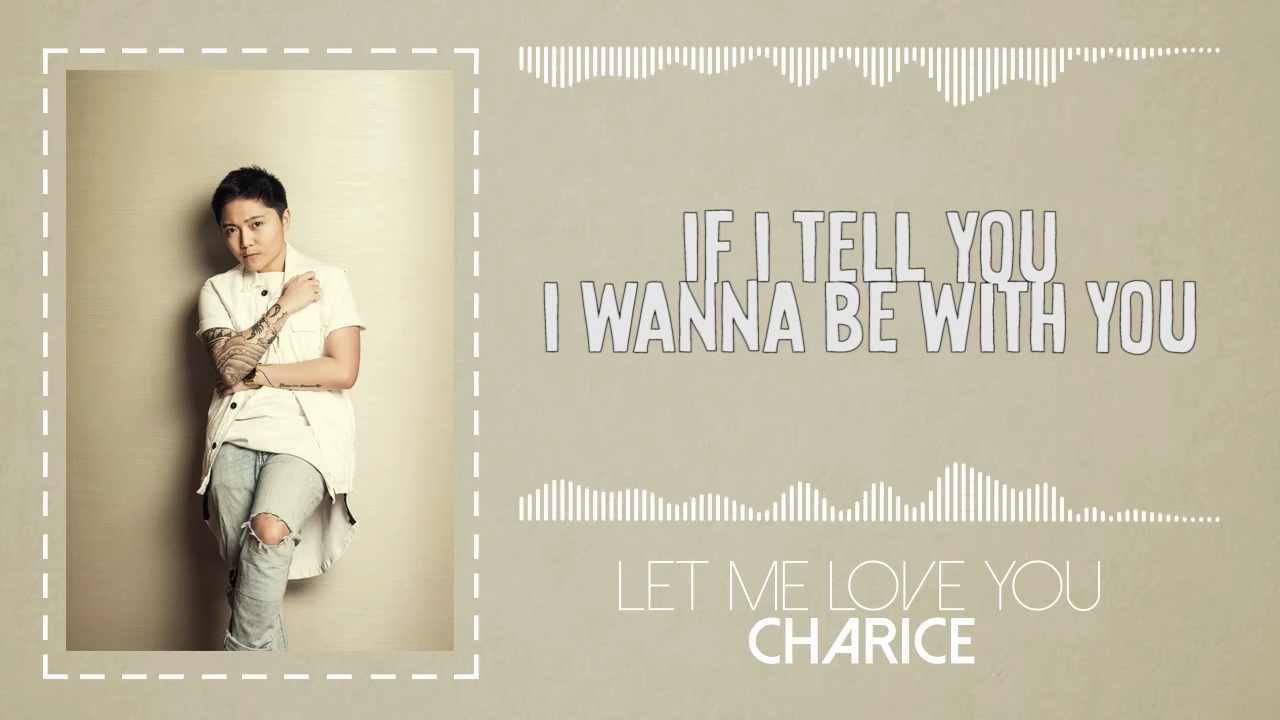 IF I TELL YOU
I WANNA BE WITH YOU
LET ME LOVE YOU
CHARICE